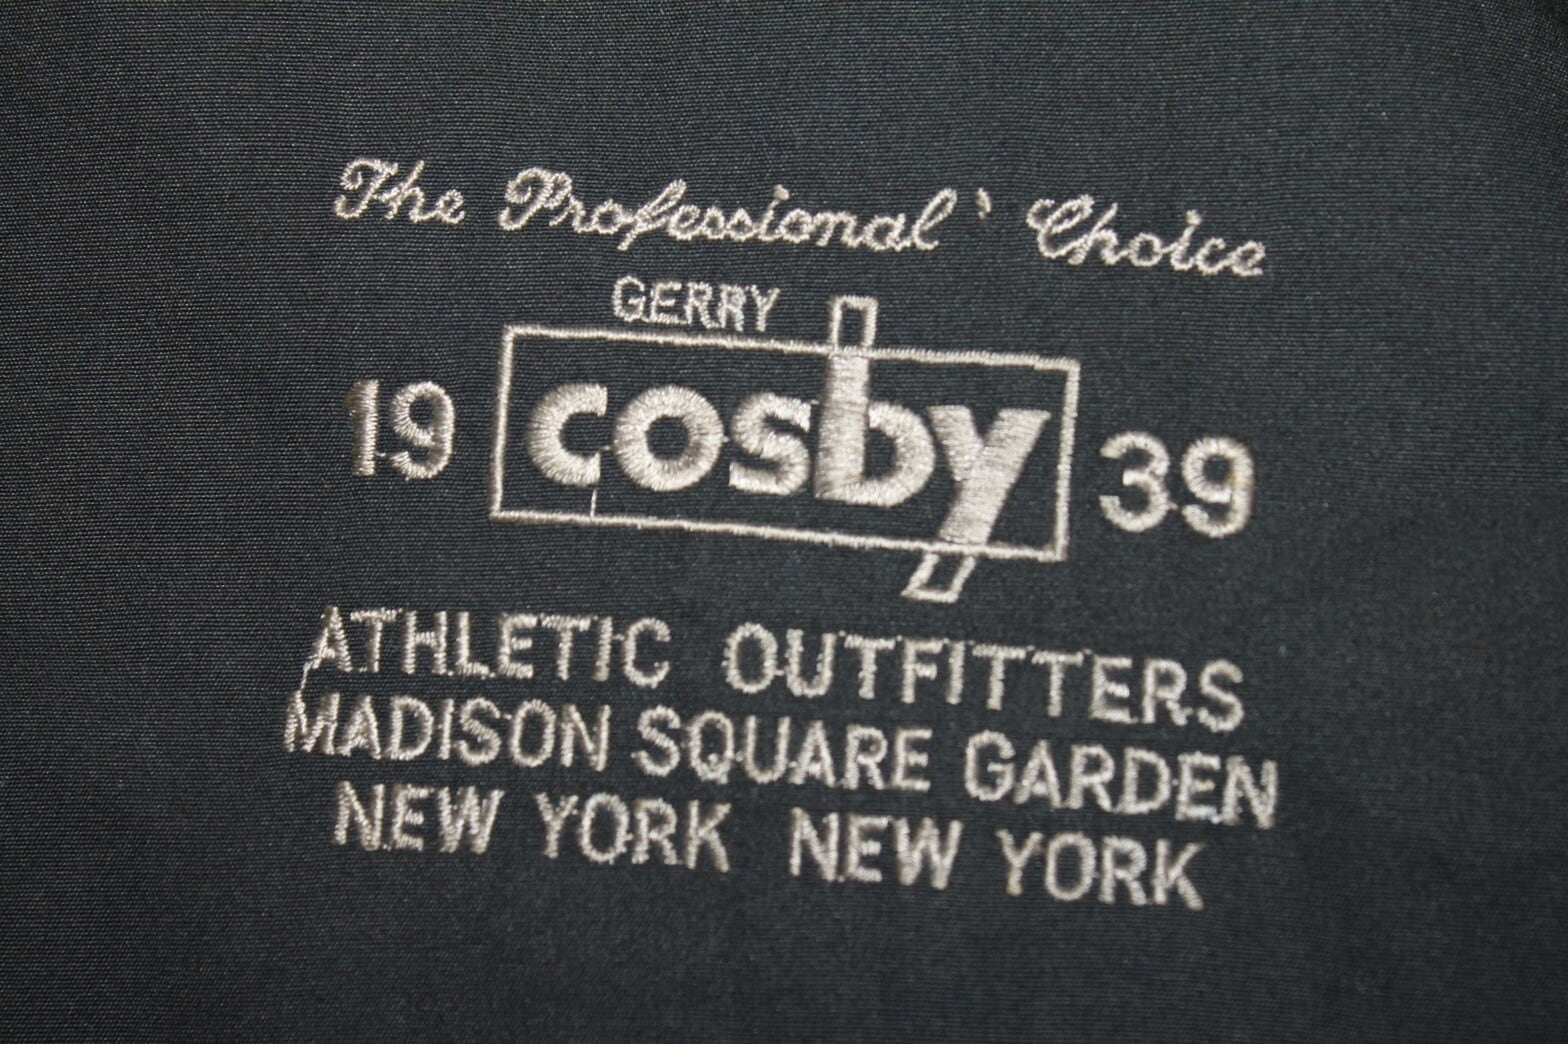 The Professional' Choice
GERRY
19 cosby 39
ATHLETIC OUTFITTERS
MADISON SQUARE GARDEN
NEW YORK NEW YORK